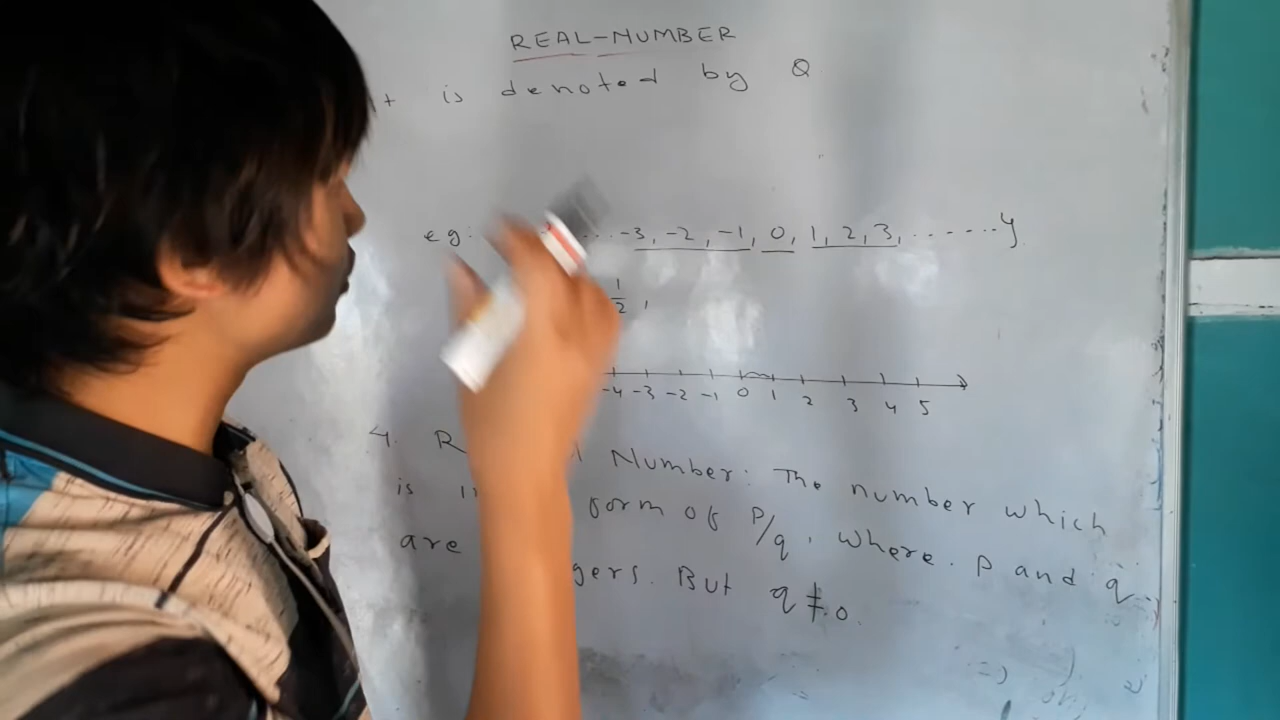 REAL-NUMBER
is denoted by Q
eg: ...-3, -2, -1, 0, 1, 2, 3, ......}
1/2,
-4 -3 -2 -1 0 1 2 3 4 5
4. R Number: The number which
is form of P/q. Where. P and q
are gers. But q ≠ 0.